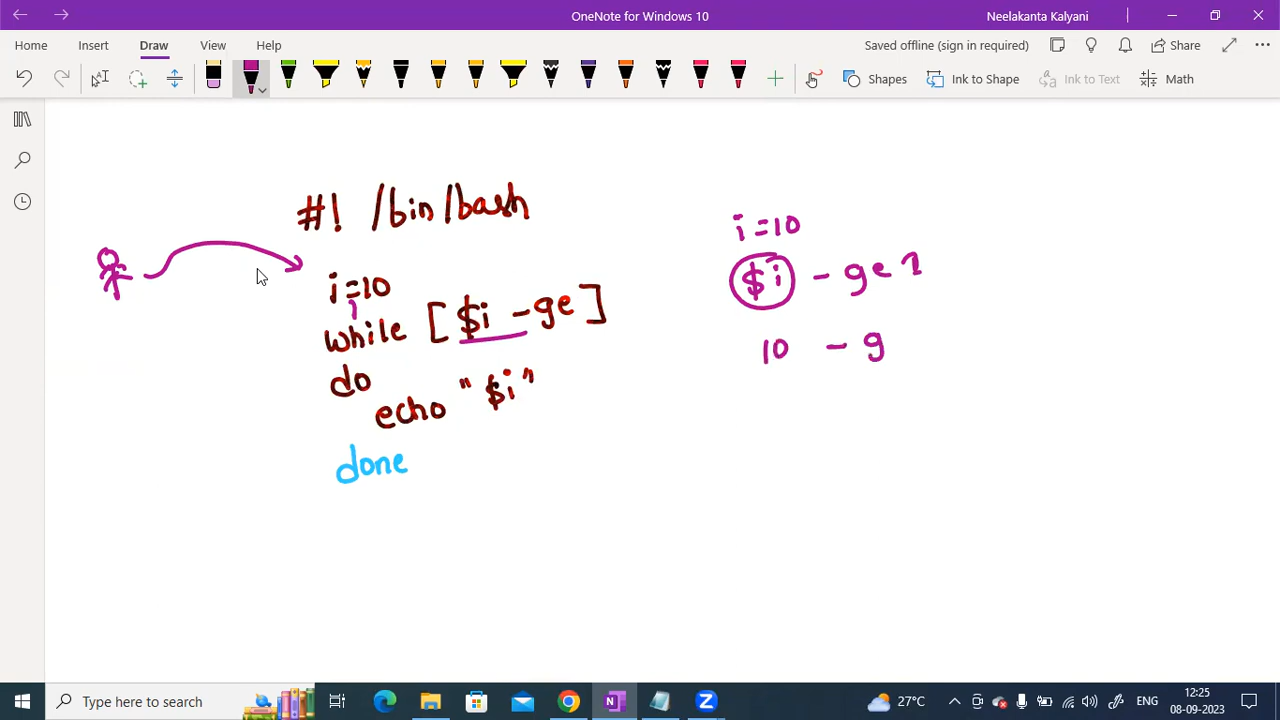 OneNote for Windows 10
Neelakanta Kalyani
Home Insert Draw View Help
Saved offline (sign in required)
Share
Shapes
Ink to Shape
Ink to Text
Math
#! /bin/bash
i=10
while [$i -ge]
do
echo "$i"
done
i=10
$i -ge 1
10 -g
Type here to search
27°C
ENG
12:25
08-09-2023